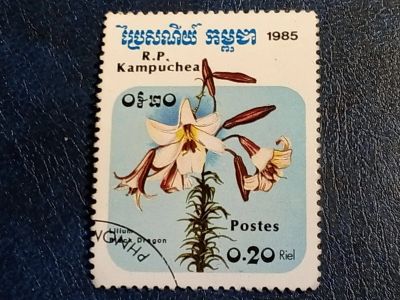 ប្រៃសណីយ៍ កម្ពុជា 1985
R.P.
Kampuchea
០រ៖២០
Lilium
Black Dragon
Postes
0.20 Riel